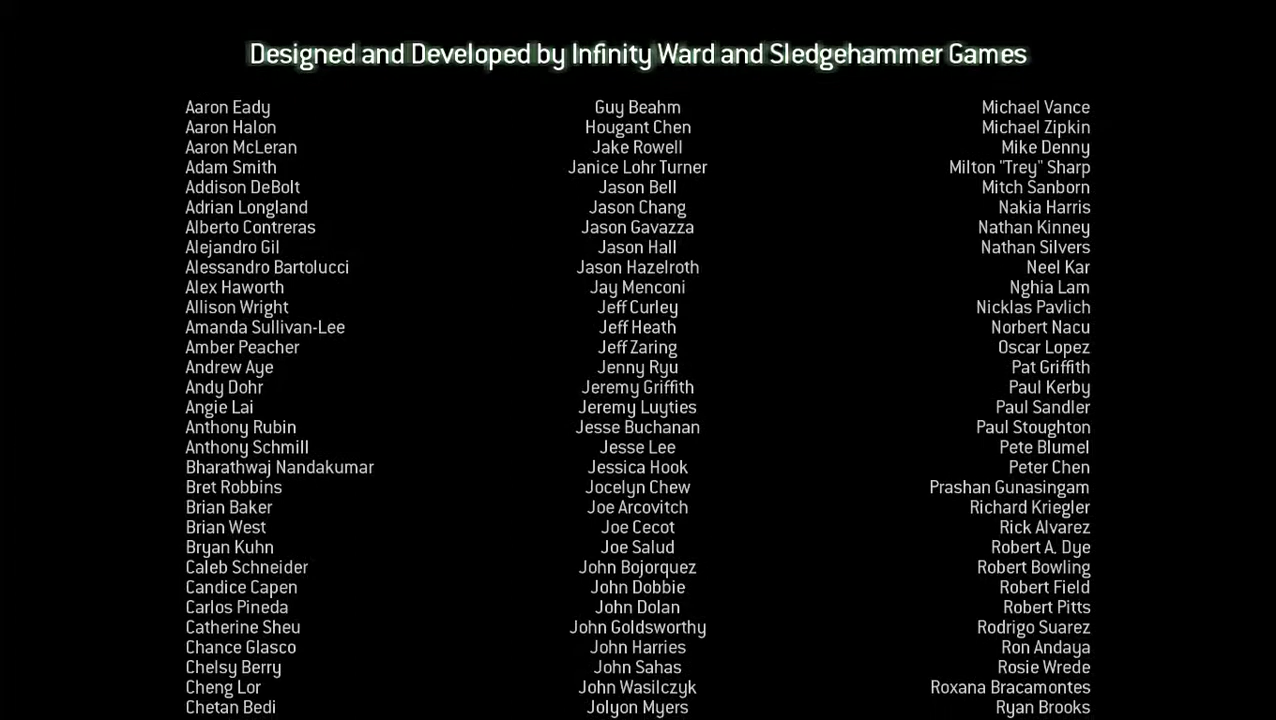 Designed and Developed by Infinity Ward and Sledgehammer Games
Aaron Eady
Aaron Halon
Aaron McLeran
Adam Smith
Addison DeBolt
Adrian Longland
Alberto Contreras
Alejandro Gil
Alessandro Bartolucci
Alex Haworth
Allison Wright
Amanda Sullivan-Lee
Amber Peacher
Andrew Aye
Andy Dohr
Angie Lai
Anthony Rubin
Anthony Schmill
Bharathwaj Nandakumar
Bret Robbins
Brian Baker
Brian West
Bryan Kuhn
Caleb Schneider
Candice Capen
Carlos Pineda
Catherine Sheu
Chance Glasco
Chelsy Berry
Cheng Lor
Chetan Bedi
Guy Beahm
Hougant Chen
Jake Rowell
Janice Lohr Turner
Jason Bell
Jason Chang
Jason Gavazza
Jason Hall
Jason Hazelroth
Jay Menconi
Jeff Curley
Jeff Heath
Jeff Zaring
Jenny Ryu
Jeremy Griffith
Jeremy Luyties
Jesse Buchanan
Jesse Lee
Jessica Hook
Jocelyn Chew
Joe Arcovitch
Joe Cecot
Joe Salud
John Bojorquez
John Dobbie
John Dolan
John Goldsworthy
John Harries
John Sahas
John Wasilczyk
Jolyon Myers
Michael Vance
Michael Zipkin
Mike Denny
Milton "Trey" Sharp
Mitch Sanborn
Nakia Harris
Nathan Kinney
Nathan Silvers
Neel Kar
Nghia Lam
Nicklas Pavlich
Norbert Nacu
Oscar Lopez
Pat Griffith
Paul Kerby
Paul Sandler
Paul Stoughton
Pete Blumel
Peter Chen
Prashan Gunasingam
Richard Kriegler
Rick Alvarez
Robert A. Dye
Robert Bowling
Robert Field
Robert Pitts
Rodrigo Suarez
Ron Andaya
Rosie Wrede
Roxana Bracamontes
Ryan Brooks